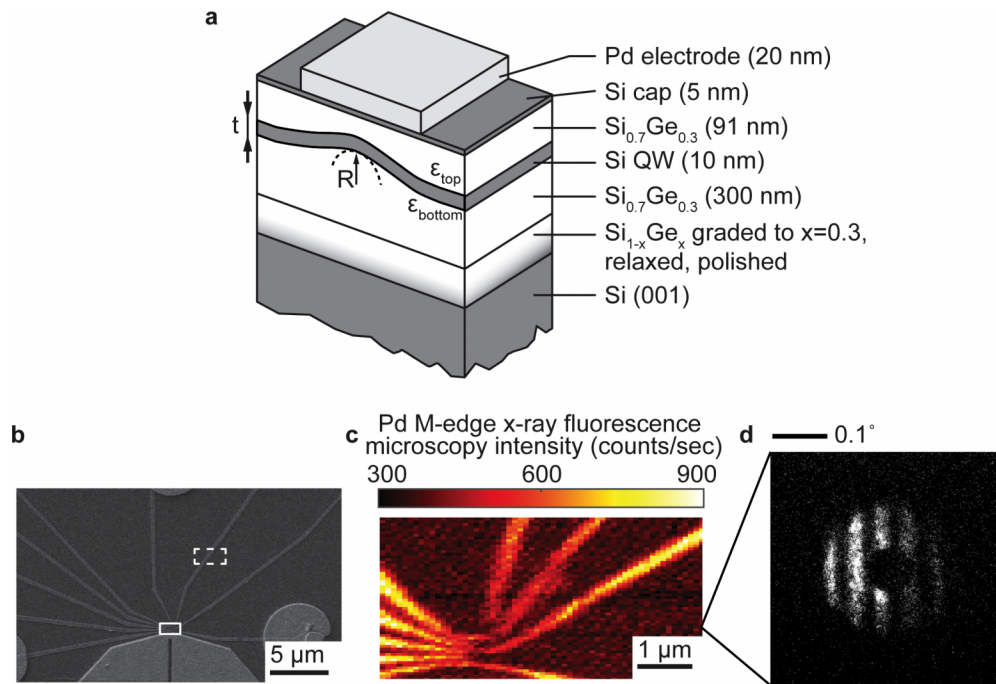 a
Pd electrode (20 nm)
Si cap (5 nm)
t
Si0.7Ge0.3 (91 nm)
εtop
Si QW (10 nm)
R
εbottom
Si0.7Ge0.3 (300 nm)
Si1-xGex graded to x=0.3,
relaxed, polished
Si (001)
b
5 μm
c
Pd M-edge x-ray fluorescence
microscopy intensity (counts/sec)
300 600 900
1 μm
d
0.1°